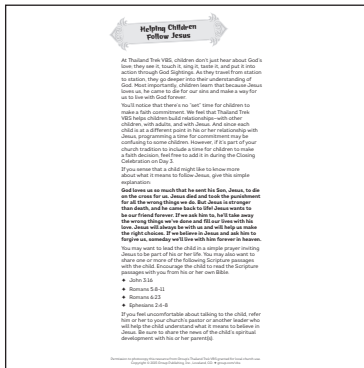 Helping Children
Follow Jesus
At Thailand Trek VBS, children don't just hear about God's
love; they see it, touch it, sing it, taste it, and put it into
action through God Sightings. As they travel from station
to station, they go deeper into their understanding of
God. Most importantly, children learn that because Jesus
loves us, he came to die for our sins and make a way for
us to live with God forever.
You'll notice that there's no "set" time for children to
make a faith commitment. We feel that Thailand Trek
VBS helps children build relationships—with other
children, with adults, and with Jesus. And since each
child is at a different point in his or her relationship with
Jesus, programming a time for commitment may be
confusing to some children. However, if it's part of your
church tradition to include a time for children to make
a faith decision, feel free to add it in during the Closing
Celebration on Day 3.
If you sense that a child might like to know more
about what it means to follow Jesus, give this simple
explanation:
God loves us so much that he sent his Son, Jesus, to die
on the cross for us. Jesus died and took the punishment
for all the wrong things we do. But Jesus is stronger
than death, and he came back to life! Jesus wants to
be our friend forever. If we ask him to, he'll take away
the wrong things we've done and fill our lives with his
love. Jesus will always be with us and will help us make
the right choices. If we believe in Jesus and ask him to
forgive us, someday we'll live with him forever in heaven.
You may want to lead the child in a simple prayer inviting
Jesus to be part of his or her life. You may also want to
share one or more of the following Scripture passages
with the child. Encourage the child to read the Scripture
passages with you from his or her own Bible.
✦ John 3:16
✦ Romans 5:8-11
✦ Romans 6:23
✦ Ephesians 2:4-8
If you feel uncomfortable about talking to the child, refer
him or her to your church's pastor or another leader who
will help the child understand what it means to believe in
Jesus. Be sure to share the news of the child's spiritual
development with his or her parent(s).